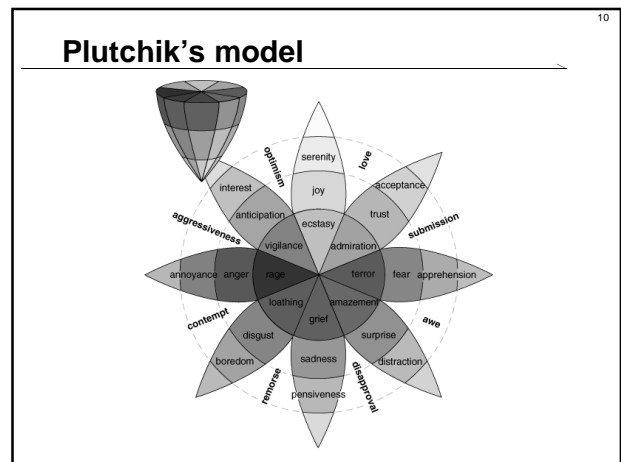 10
Plutchik's model
optimism
serenity
love
interest
joy
acceptance
anticipation
trust
aggressiveness
ecstasy
submission
vigilance
admiration
annoyance
anger
rage
terror
fear
apprehension
loathing
amazement
contempt
grief
awe
disgust
surprise
boredom
sadness
distraction
remorse
pensiveness
disapproval